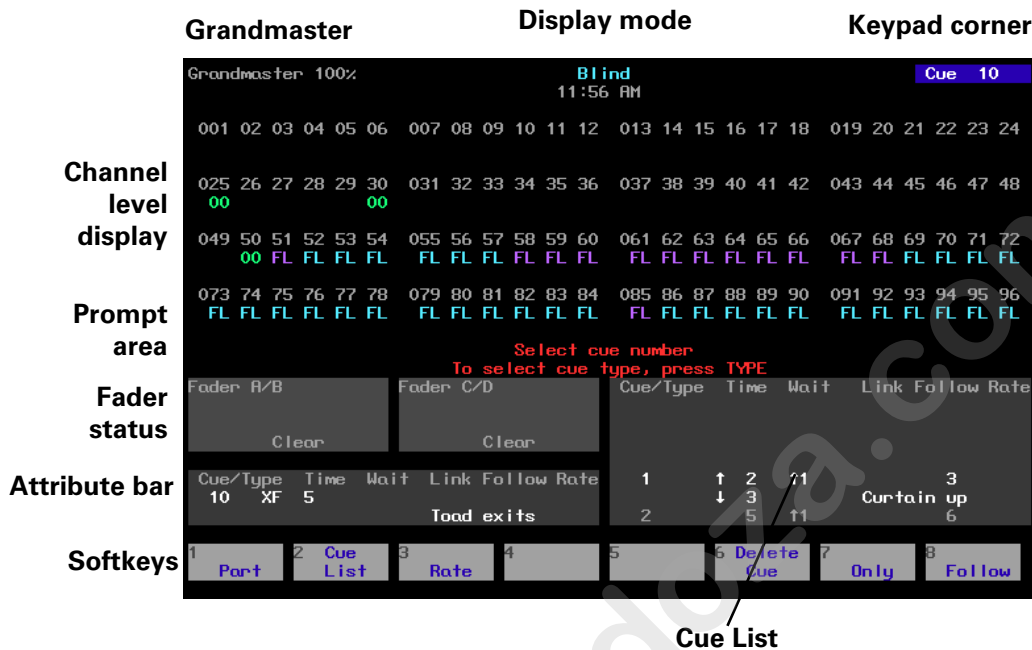 Grandmaster Display mode Keypad corner
Grandmaster 100% Blind Cue 10
11:56 AM
001 02 03 04 05 06 007 08 09 10 11 12 013 14 15 16 17 18 019 20 21 22 23 24
Channel level display
025 26 27 28 29 30 031 32 33 34 35 36 037 38 39 40 41 42 043 44 45 46 47 48
00 00
049 50 51 52 53 54 055 56 57 58 59 60 061 62 63 64 65 66 067 68 69 70 71 72
00 FL FL FL FL FL FL FL FL FL FL FL FL FL FL FL FL FL FL FL FL FL FL
073 74 75 76 77 78 079 80 81 82 83 84 085 86 87 88 89 90 091 92 93 94 95 96
FL FL FL FL FL FL FL FL FL FL FL FL FL FL FL FL FL FL FL FL FL FL FL FL
Prompt area
Select cue number
To select cue type, press TYPE
Fader status
Fader A/B Fader C/D Cue/Type Time Wait Link Follow Rate
Clear Clear
Attribute bar
Cue/Type Time Wait Link Follow Rate 1 ↑ 2 ↑1 3
10 XF 5 ↓ 3 Curtain up
Toad exits 2 5 ↑1 6
Softkeys
1 Part 2 Cue List 3 Rate 4 5 6 Delete Cue 7 Only 8 Follow
Cue List
doza.com